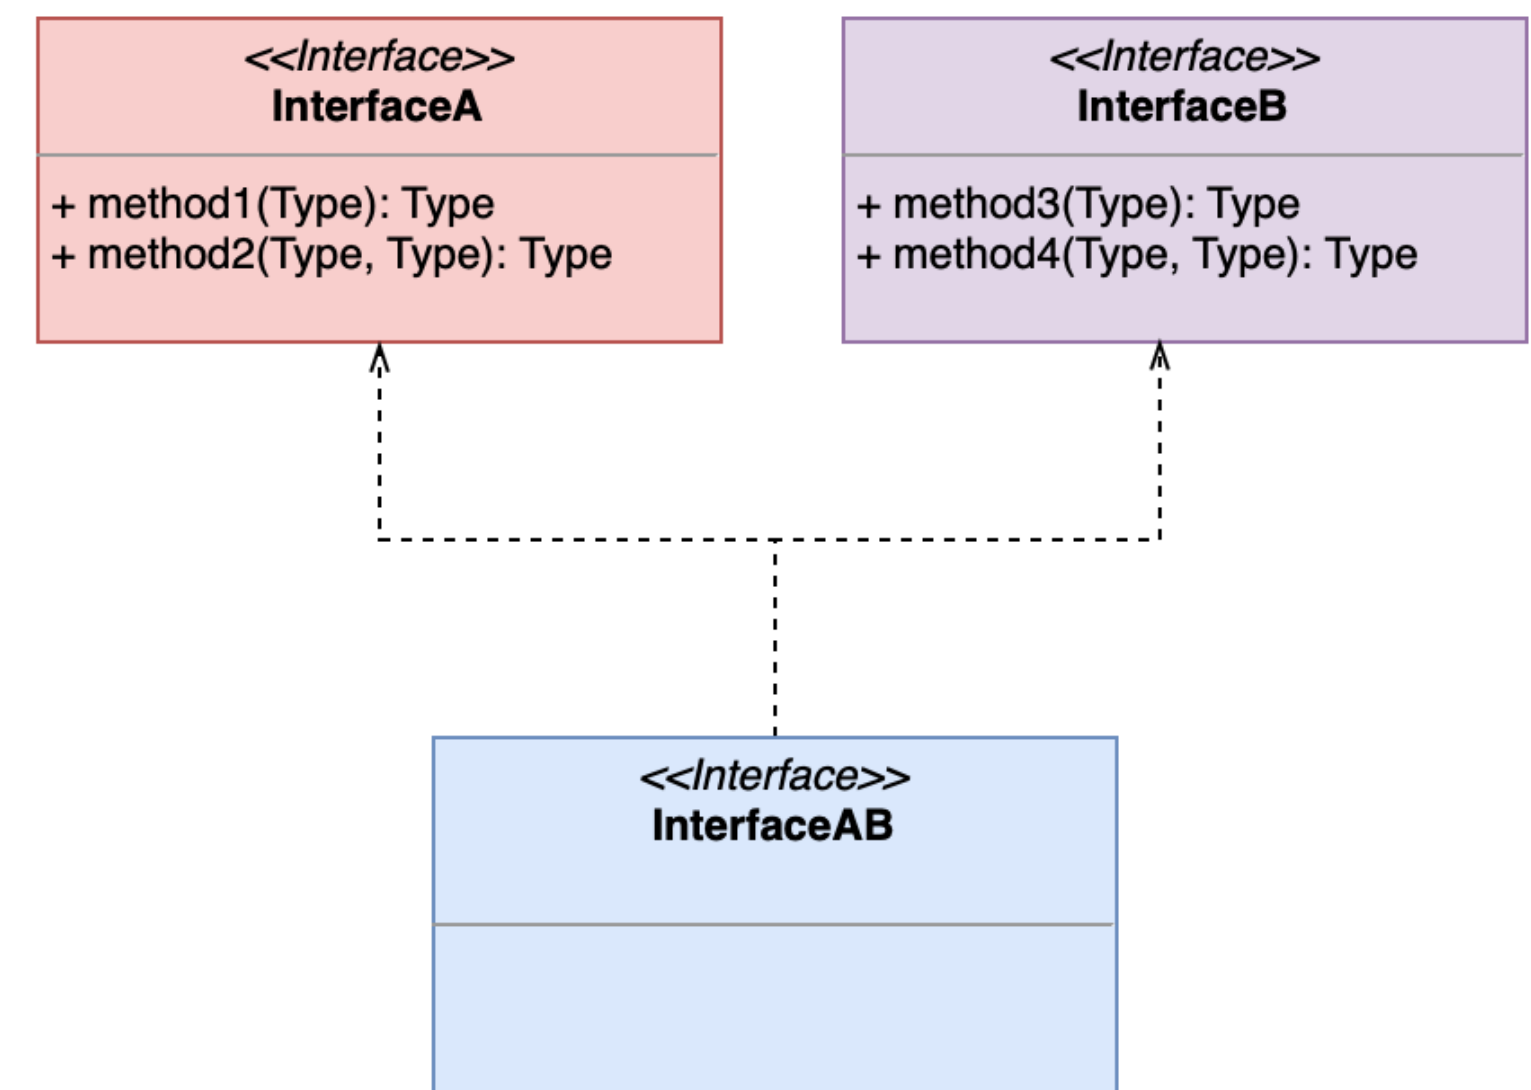 <<Interface>>
InterfaceA
+ method1(Type): Type
+ method2(Type, Type): Type
<<Interface>>
InterfaceB
+ method3(Type): Type
+ method4(Type, Type): Type
<<Interface>>
InterfaceAB